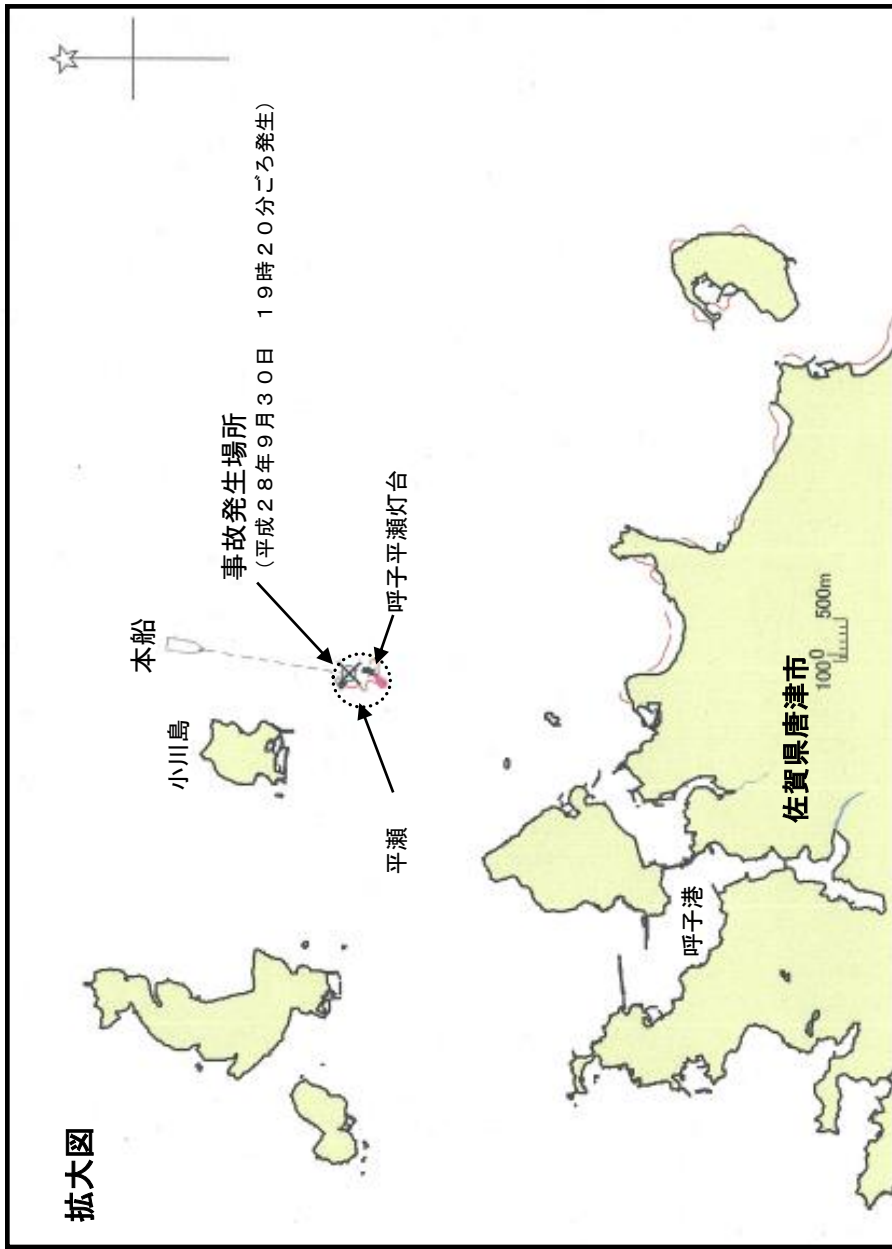 拡大図
小川島
本船
事故発生場所
(平成28年9月30日 19時20分ごろ発生)
平瀬
呼子平瀬灯台
呼子港
佐賀県唐津市
100 0 500m